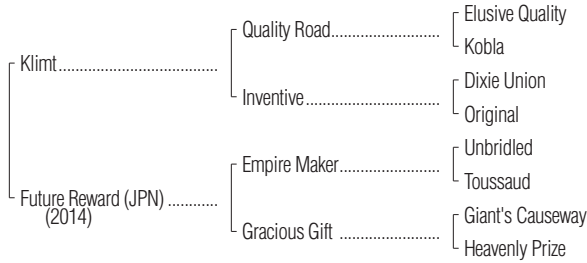 Elusive Quality
Quality Road
Kobla
Klimt
Dixie Union
Inventive
Original
Unbridled
Empire Maker
Toussaud
Future Reward (JPN)
(2014)
Giant's Causeway
Gracious Gift
Heavenly Prize